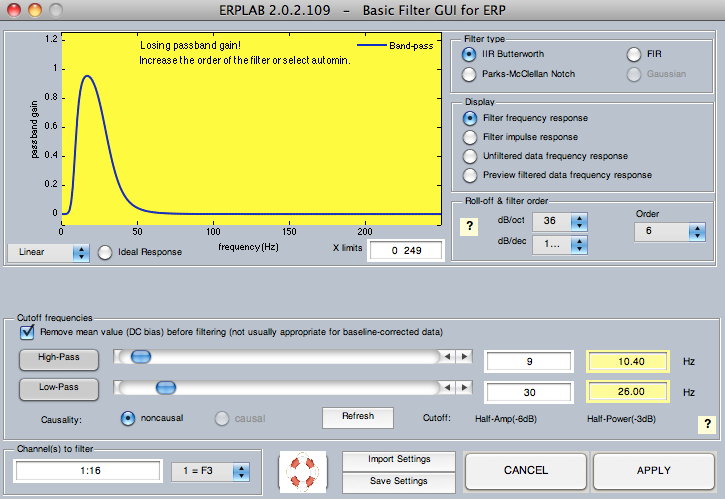 ERPLAB 2.0.2.109 - Basic Filter GUI for ERP
Losing passband gain!
Increase the order of the filter or select automin.
Band-pass
passband gain
1.2
1
0.8
0.6
0.4
0.2
0
0 50 100 150 200
frequency(Hz)
Linear
Ideal Response
X limits
0 249
Filter type
IIR Butterworth
FIR
Parks-McClellan Notch
Gaussian
Display
Filter frequency response
Filter impulse response
Unfiltered data frequency response
Preview filtered data frequency response
Roll-off & filter order
?
dB/oct
36
dB/dec
1...
Order
6
Cutoff frequencies
Remove mean value (DC bias) before filtering (not usually appropriate for baseline-corrected data)
High-Pass
9
10.40
Hz
Low-Pass
30
26.00
Hz
Causality:
noncausal
causal
Refresh
Cutoff:
Half-Amp(-6dB)
Half-Power(-3dB)
?
Channel(s) to filter
1:16
1 = F3
Import Settings
Save Settings
CANCEL
APPLY